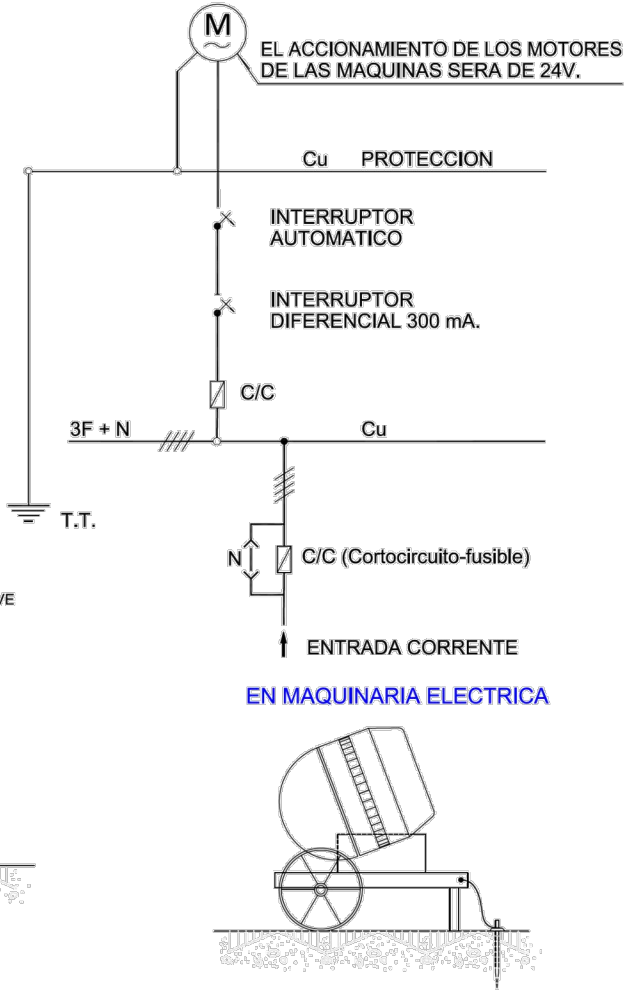 M
EL ACCIONAMIENTO DE LOS MOTORES
DE LAS MAQUINAS SERA DE 24V.
Cu PROTECCION
INTERRUPTOR
AUTOMATICO
INTERRUPTOR
DIFERENCIAL 300 mA.
C/C
3F + N
Cu
T.T.
N
C/C (Cortocircuito-fusible)
VE
ENTRADA CORRENTE
EN MAQUINARIA ELECTRICA